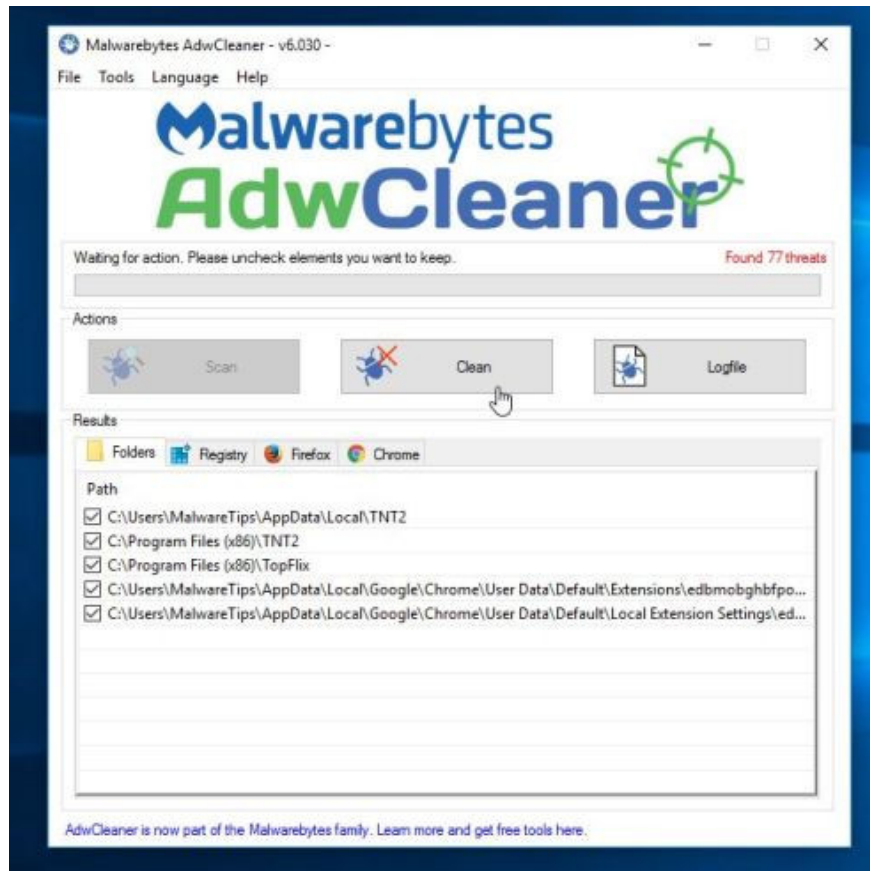 Malwarebytes AdwCleaner - v6.030 -
File Tools Language Help
Malwarebytes
AdwCleaner
Waiting for action. Please uncheck elements you want to keep. Found 77 threats
Actions
Scan Clean Logfile
Results
Folders Registry Firefox Chrome
Path
C:\Users\MalwareTips\AppData\Local\TNT2
C:\Program Files (x86)\TNT2
C:\Program Files (x86)\TopFlix
C:\Users\MalwareTips\AppData\Local\Google\Chrome\User Data\Default\Extensions\edbmobghbfpo...
C:\Users\MalwareTips\AppData\Local\Google\Chrome\User Data\Default\Local Extension Settings\ed...
AdwCleaner is now part of the Malwarebytes family. Learn more and get free tools here.